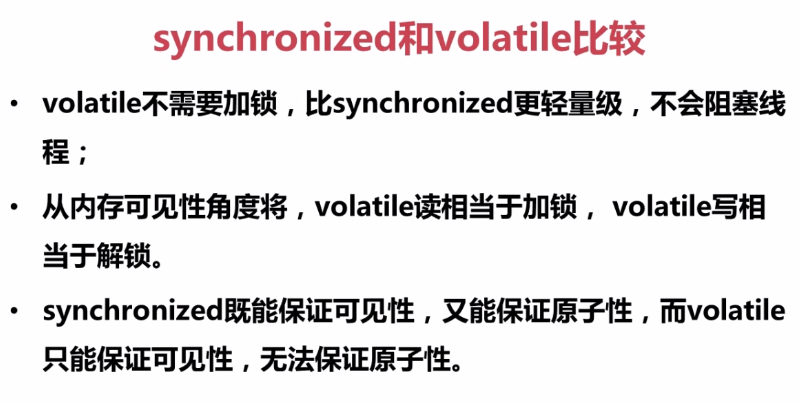 synchronized和volatile比较
• volatile不需要加锁，比synchronized更轻量级，不会阻塞线
程；
• 从内存可见性角度将，volatile读相当于加锁， volatile写相
当于解锁。
• synchronized既能保证可见性，又能保证原子性，而volatile
只能保证可见性，无法保证原子性。